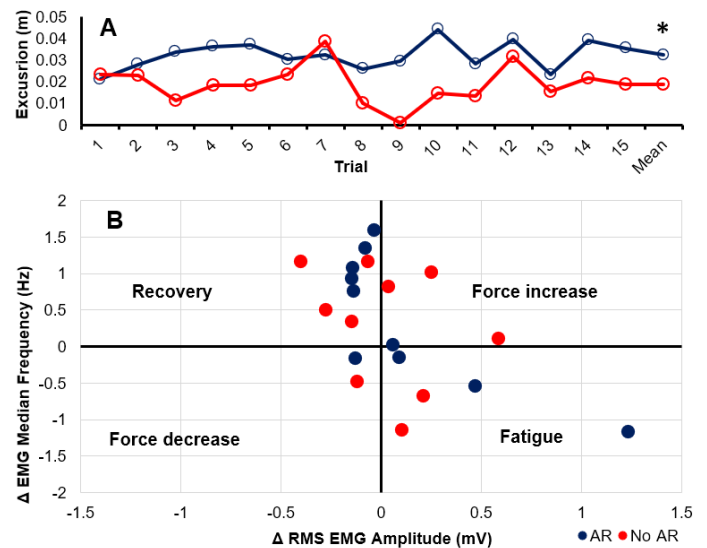 A
*
Excusrion (m)
0.05
0.04
0.03
0.02
0.01
0
1 2 3 4 5 6 7 8 9 10 11 12 13 14 15 Mean
Trial
B
Δ EMG Median Frequency (Hz)
2
1.5
1
0.5
0
-0.5
-1
-1.5
-2
Recovery Force increase
Force decrease Fatigue
-1.5 -1 -0.5 0 0.5 1 1.5
Δ RMS EMG Amplitude (mV)
AR No AR